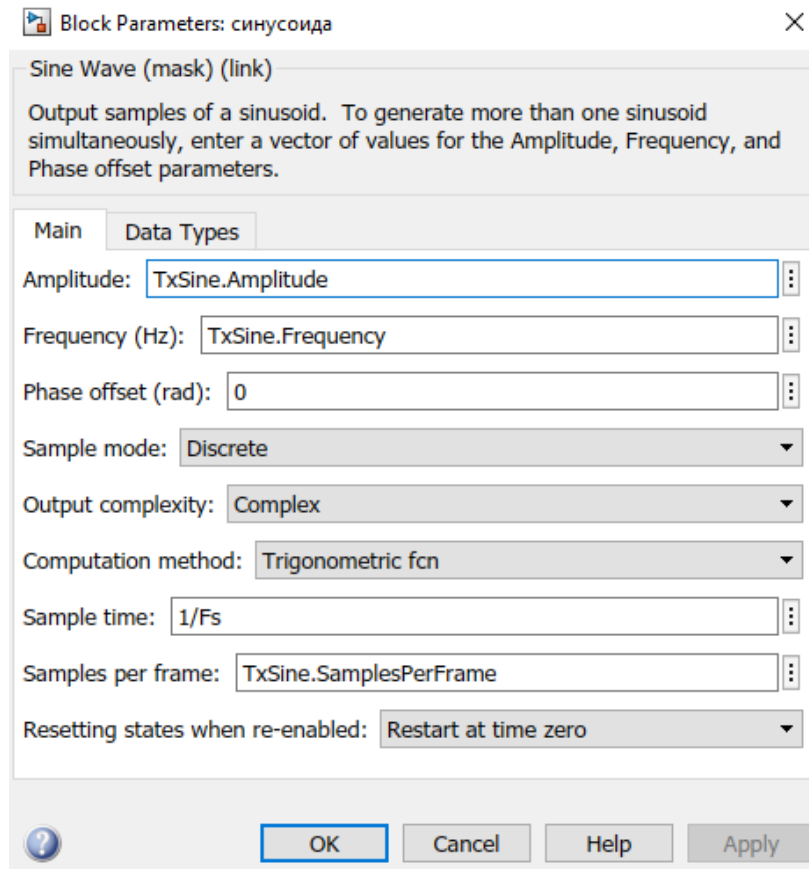 Block Parameters: синусоида
Sine Wave (mask) (link)
Output samples of a sinusoid.  To generate more than one sinusoid
simultaneously, enter a vector of values for the Amplitude, Frequency, and
Phase offset parameters.
Main Data Types
Amplitude: TxSine.Amplitude
Frequency (Hz): TxSine.Frequency
Phase offset (rad): 0
Sample mode: Discrete
Output complexity: Complex
Computation method: Trigonometric fcn
Sample time: 1/Fs
Samples per frame: TxSine.SamplesPerFrame
Resetting states when re-enabled: Restart at time zero
? OK Cancel Help Apply